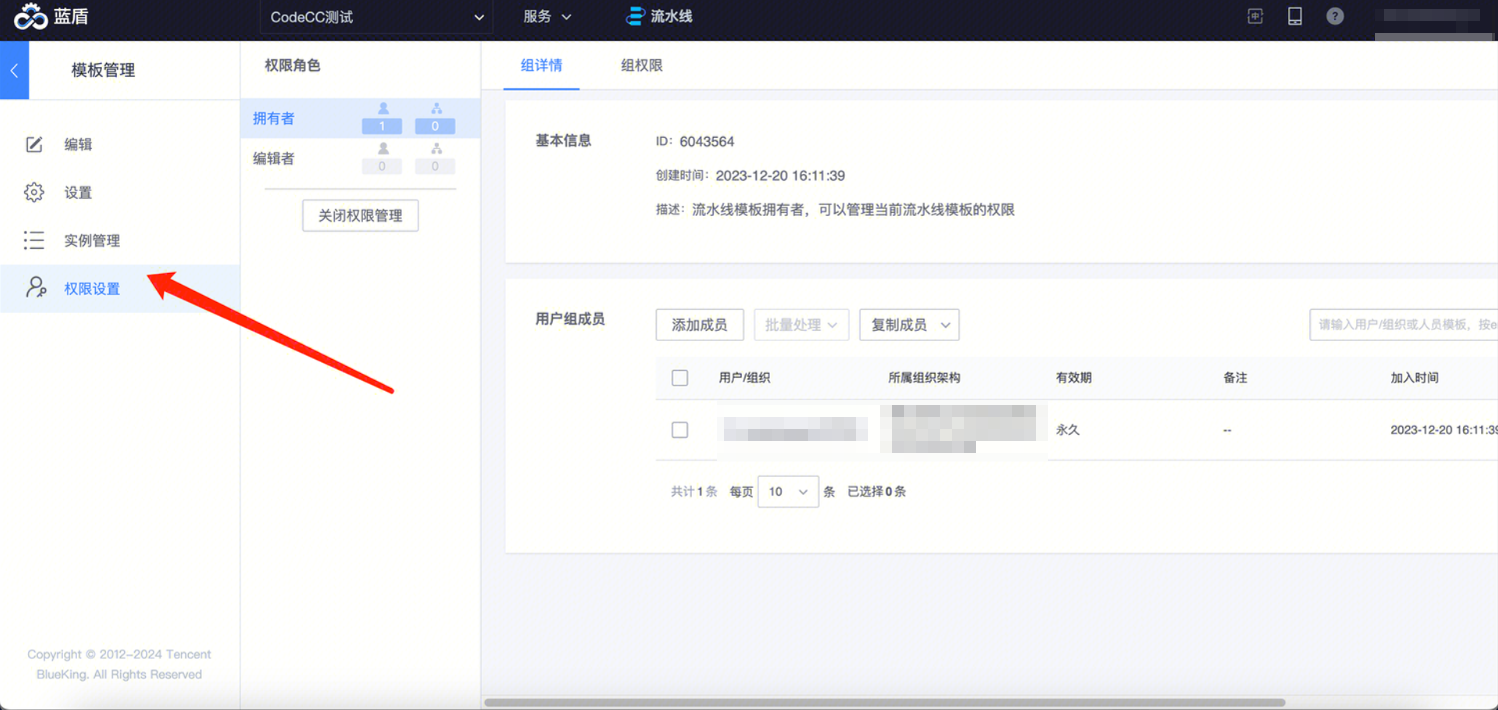 蓝盾
CodeCC测试
服务
流水线
模板管理
编辑
设置
实例管理
权限设置
Copyright © 2012-2024 Tencent
BlueKing. All Rights Reserved
权限角色
拥有者 1 0
编辑者 0 0
关闭权限管理
组详情 组权限
基本信息
ID: 6043564
创建时间: 2023-12-20 16:11:39
描述: 流水线模板拥有者，可以管理当前流水线模板的权限
用户组成员
添加成员 批量处理 复制成员
请输入用户/组织或人员模板，按e
用户/组织 所属组织架构 有效期 备注 加入时间
永久 -- 2023-12-20 16:11:39
共计1条 每页 10 条 已选择0条